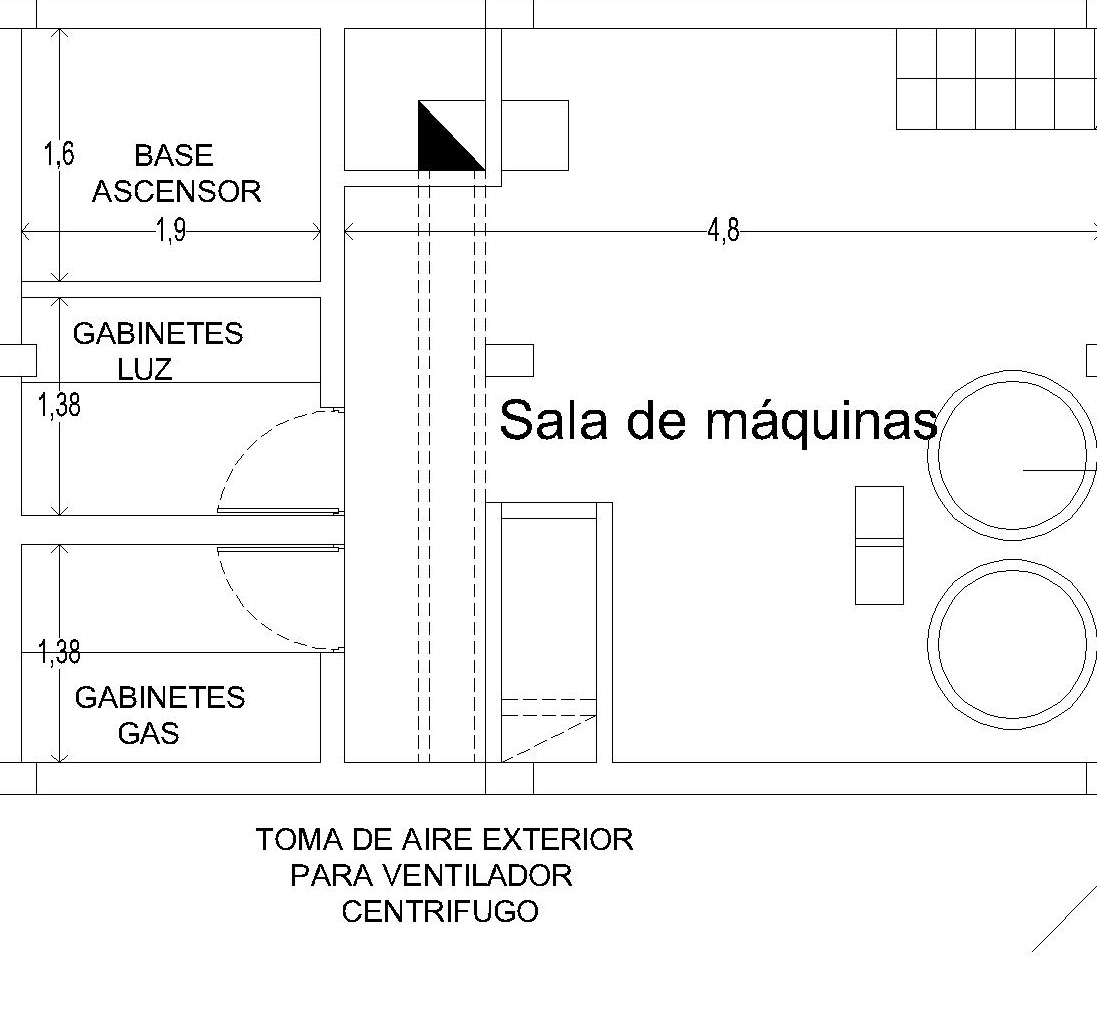 1,6
BASE
ASCENSOR
1,9
4,8
GABINETES
LUZ
1,38
Sala de máquinas
1,38
GABINETES
GAS
TOMA DE AIRE EXTERIOR
PARA VENTILADOR
CENTRIFUGO